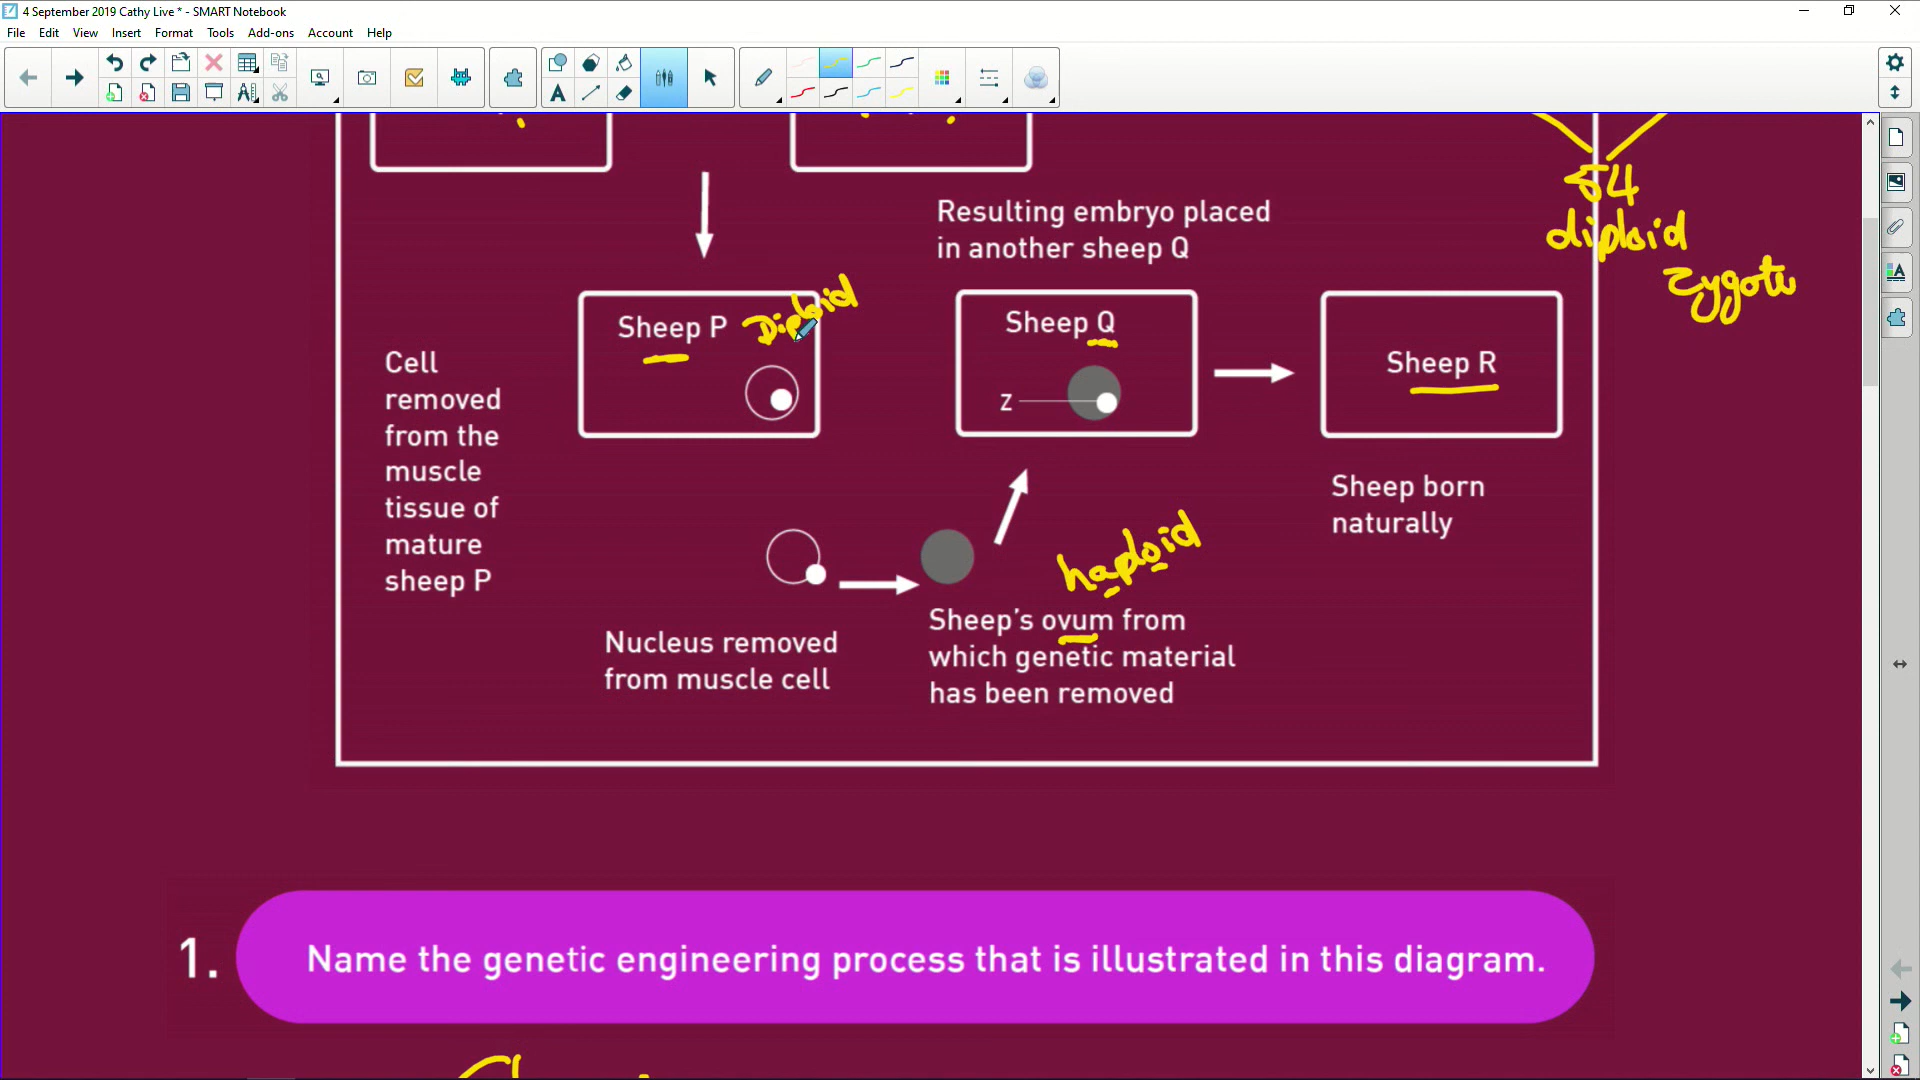 4 September 2019 Cathy Live * - SMART Notebook
File Edit View Insert Format Tools Add-ons Account Help
54
diploid
zygote
Resulting embryo placed
in another sheep Q
Sheep P
Diploid
Sheep Q
Z
Sheep R
Cell
removed
from the
muscle
tissue of
mature
sheep P
Sheep born
naturally
haploid
Nucleus removed
from muscle cell
Sheep's ovum from
which genetic material
has been removed
1. Name the genetic engineering process that is illustrated in this diagram.